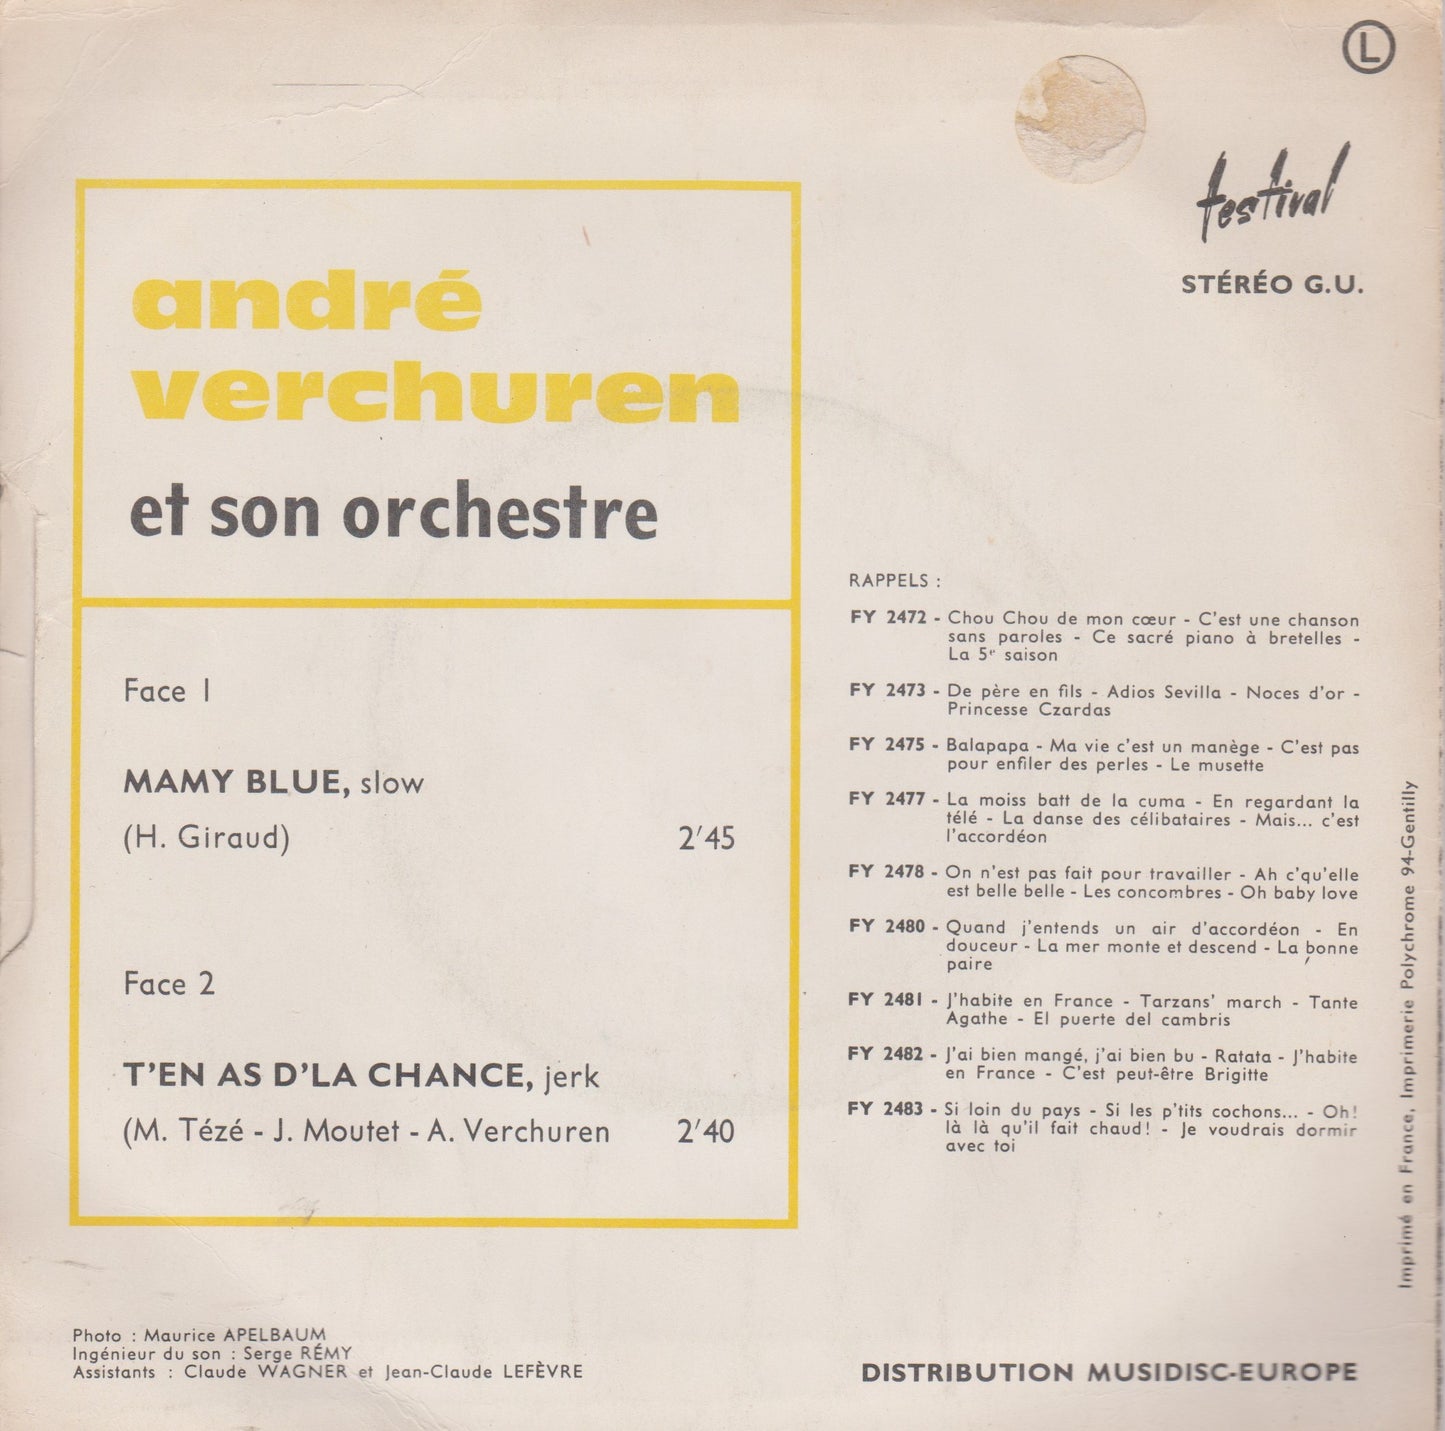 L
festival
STÉRÉO G.U.
andré
verchuren
et son orchestre
Face 1
MAMY BLUE, slow
(H. Giraud) 2'45
Face 2
T'EN AS D'LA CHANCE, jerk
(M. Tézé - J. Moutet - A. Verchuren 2'40
RAPPELS :
FY 2472 - Chou Chou de mon cœur - C'est une chanson
sans paroles - Ce sacré piano à bretelles -
La 5e saison
FY 2473 - De père en fils - Adios Sevilla - Noces d'or -
Princesse Czardas
FY 2475 - Balapapa - Ma vie c'est un manège - C'est pas
pour enfiler des perles - Le musette
FY 2477 - La moiss batt de la cuma - En regardant la
télé - La danse des célibataires - Mais... c'est
l'accordéon
FY 2478 - On n'est pas fait pour travailler - Ah c'qu'elle
est belle belle - Les concombres - Oh baby love
FY 2480 - Quand j'entends un air d'accordéon - En
douceur - La mer monte et descend - La bonne
paire
FY 2481 - J'habite en France - Tarzans' march - Tante
Agathe - El puerte del cambris
FY 2482 - J'ai bien mangé, j'ai bien bu - Ratata - J'habite
en France - C'est peut-être Brigitte
FY 2483 - Si loin du pays - Si les p'tits cochons... - Oh!
là là qu'il fait chaud! - Je voudrais dormir
avec toi
Imprimé en France, Imprimerie Polychrome 94-Gentilly
Photo : Maurice APELBAUM
Ingénieur du son : Serge RÉMY
Assistants : Claude WAGNER et Jean-Claude LEFÈVRE
DISTRIBUTION MUSIDISC-EUROPE